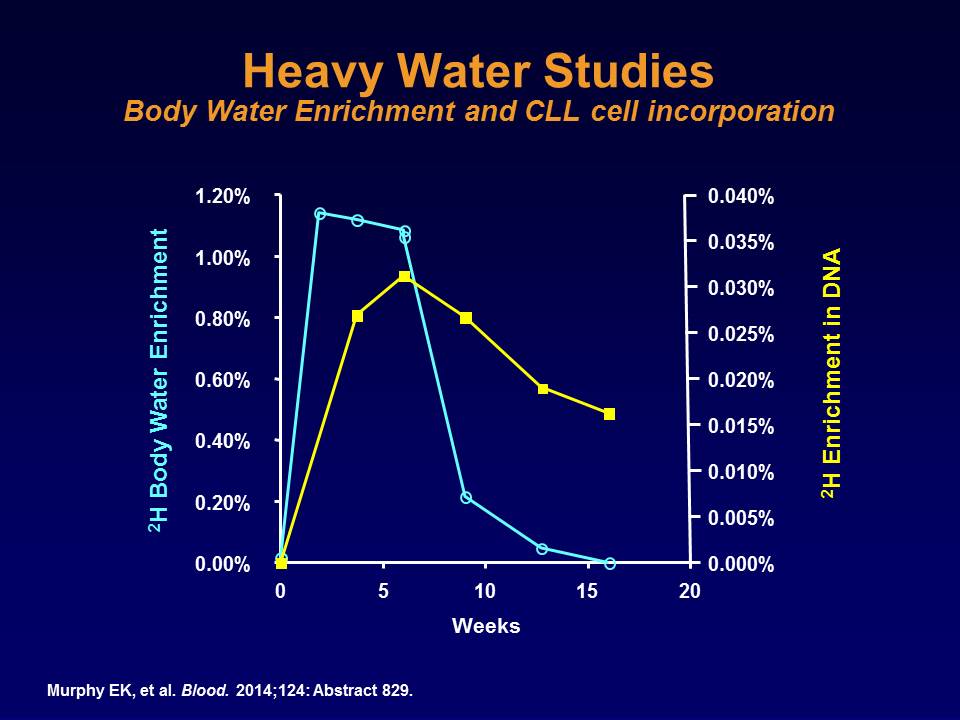 Heavy Water Studies
Body Water Enrichment and CLL cell incorporation
²H Body Water Enrichment
1.20%
1.00%
0.80%
0.60%
0.40%
0.20%
0.00%
0.040%
0.035%
0.030%
0.025%
0.020%
0.015%
0.010%
0.005%
0.000%
²H Enrichment in DNA
0 5 10 15 20
Weeks
Murphy EK, et al. Blood. 2014;124: Abstract 829.